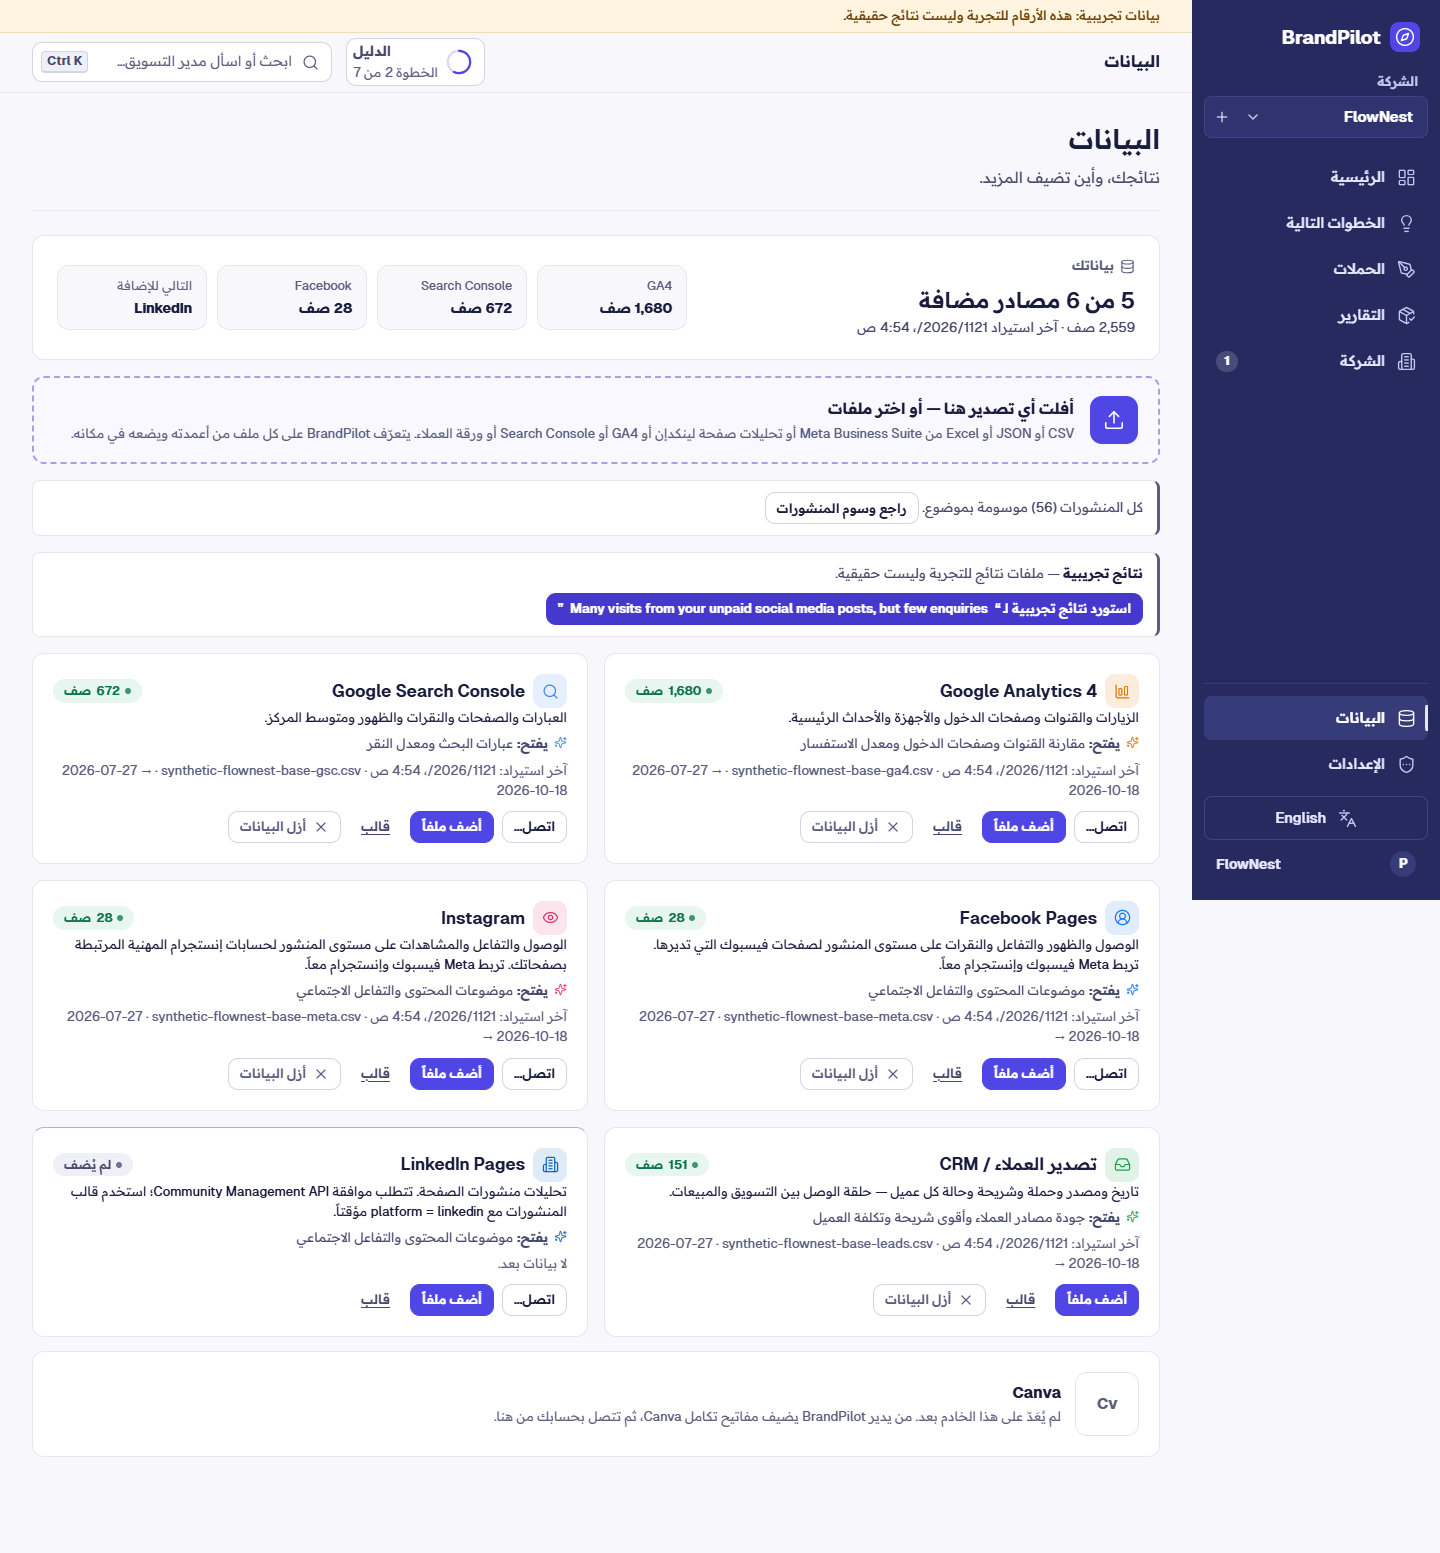 بيانات تجريبية: هذه الأرقام للتجربة وليست نتائج حقيقية.
BrandPilot
الشركة
FlowNest
الرئيسية
الخطوات التالية
الحملات
التقارير
الشركة
1
البيانات
الإعدادات
English
P
FlowNest
البيانات
الدليل
الخطوة 2 من 7
ابحث أو اسأل مدير التسويق...
Ctrl K
البيانات
نتائجك، وأين تضيف المزيد.
بياناتك
5 من 6 مصادر مضافة
2,559 صف · آخر استيراد 1121/2026/، 4:54 ص
GA4
1,680 صف
Search Console
672 صف
Facebook
28 صف
التالي للإضافة
LinkedIn
أفلت أي تصدير هنا — أو اختر ملفات
CSV أو JSON أو Excel من Meta Business Suite أو تحليلات صفحة لينكدإن أو GA4 أو Search Console أو ورقة العملاء. يتعرّف BrandPilot على كل ملف من أعمدته ويضعه في مكانه.
كل المنشورات (56) موسومة بموضوع. راجع وسوم المنشورات
نتائج تجريبية — ملفات نتائج للتجربة وليست حقيقية.
استورد نتائج تجريبية لـ “ Many visits from your unpaid social media posts, but few enquiries ”
Google Analytics 4
1,680 صف
الزيارات والقنوات وصفحات الدخول والأجهزة والأحداث الرئيسية.
يفتح: مقارنة القنوات وصفحات الدخول ومعدل الاستفسار
آخر استيراد: 1121/2026/، 4:54 ص · synthetic-flownest-base-ga4.csv · 2026-07-27 →
2026-10-18
اتصل...
أضف ملفاً
قالب
أزل البيانات
Google Search Console
672 صف
العبارات والصفحات والنقرات والظهور ومتوسط المركز.
يفتح: عبارات البحث ومعدل النقر
آخر استيراد: 1121/2026/، 4:54 ص · synthetic-flownest-base-gsc.csv · 2026-07-27 →
2026-10-18
اتصل...
أضف ملفاً
قالب
أزل البيانات
Facebook Pages
28 صف
الوصول والظهور والتفاعل والنقرات على مستوى المنشور لصفحات فيسبوك التي تديرها.
تربط Meta فيسبوك وإنستجرام معاً.
يفتح: موضوعات المحتوى والتفاعل الاجتماعي
آخر استيراد: 1121/2026/، 4:54 ص · synthetic-flownest-base-meta.csv · 2026-07-27
→ 2026-10-18
اتصل...
أضف ملفاً
قالب
أزل البيانات
Instagram
28 صف
الوصول والتفاعل والمشاهدات على مستوى المنشور لحسابات إنستجرام المهنية المرتبطة
بصفحاتك. تربط Meta فيسبوك وإنستجرام معاً.
يفتح: موضوعات المحتوى والتفاعل الاجتماعي
آخر استيراد: 1121/2026/، 4:54 ص · synthetic-flownest-base-meta.csv · 2026-07-27
→ 2026-10-18
اتصل...
أضف ملفاً
قالب
أزل البيانات
تصدير العملاء / CRM
151 صف
تاريخ ومصدر وحملة وشريحة وحالة كل عميل — حلقة الوصل بين التسويق والمبيعات.
يفتح: جودة مصادر العملاء وأقوى شريحة وتكلفة العميل
آخر استيراد: 1121/2026/، 4:54 ص · synthetic-flownest-base-leads.csv · 2026-07-27
→ 2026-10-18
أضف ملفاً
قالب
أزل البيانات
LinkedIn Pages
لم يُضف
تحليلات منشورات الصفحة. تتطلب موافقة Community Management API؛ استخدم قالب
المنشورات مع platform = linkedin مؤقتاً.
يفتح: موضوعات المحتوى والتفاعل الاجتماعي
لا بيانات بعد.
اتصل...
أضف ملفاً
قالب
Cv
Canva
لم يُعَدّ على هذا الخادم بعد. من يدير BrandPilot يضيف مفاتيح تكامل Canva، ثم تتصل بحسابك من هنا.